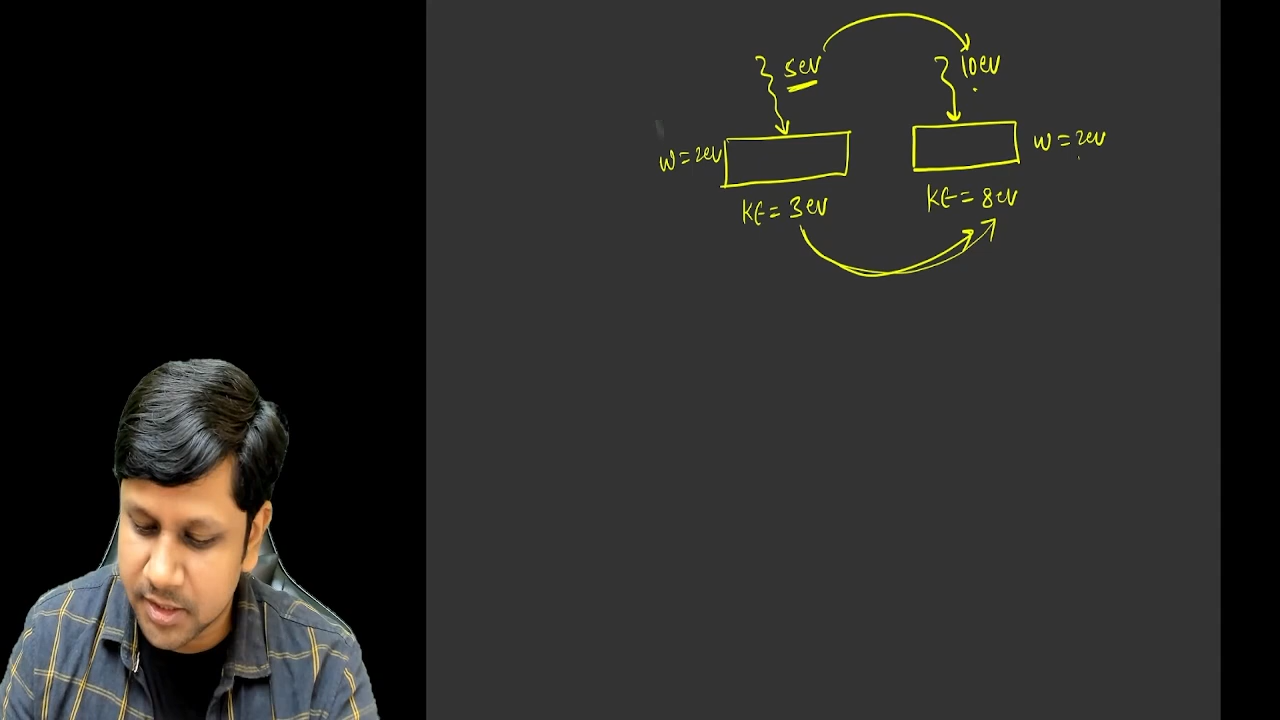 5eV
10eV
W = 2eV
W = 2eV
KE = 3eV
KE = 8eV